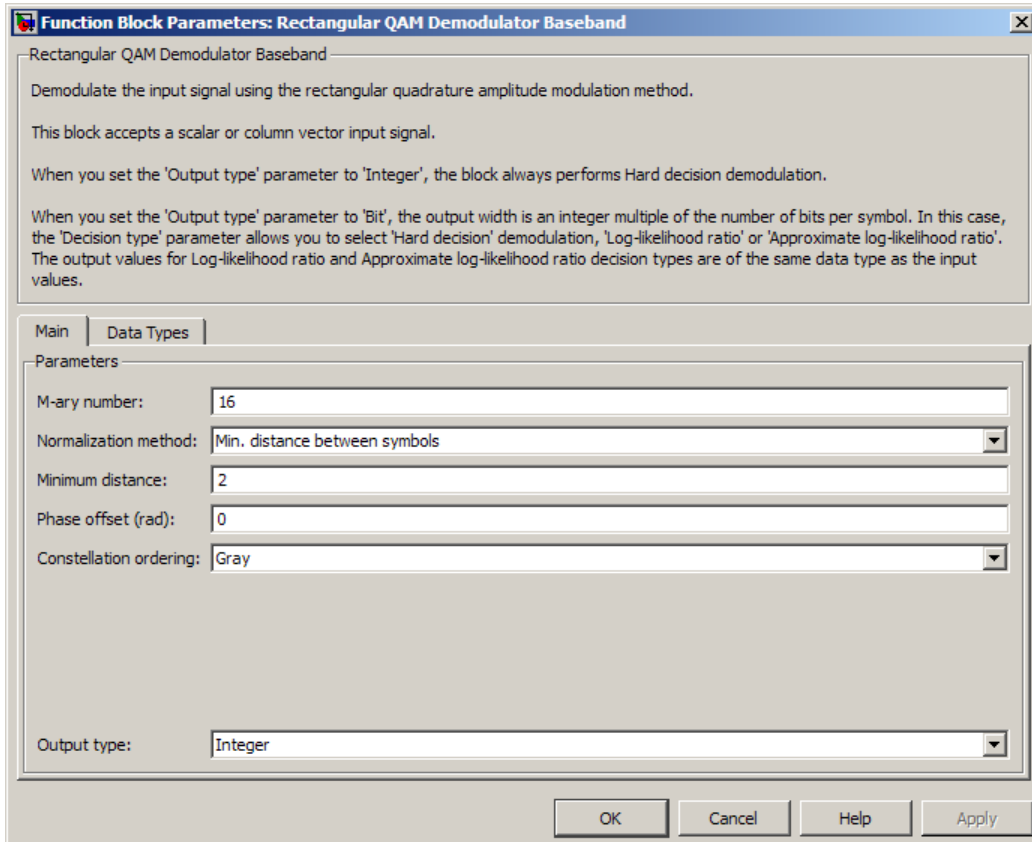 Function Block Parameters: Rectangular QAM Demodulator Baseband
Rectangular QAM Demodulator Baseband
Demodulate the input signal using the rectangular quadrature amplitude modulation method.
This block accepts a scalar or column vector input signal.
When you set the 'Output type' parameter to 'Integer', the block always performs Hard decision demodulation.
When you set the 'Output type' parameter to 'Bit', the output width is an integer multiple of the number of bits per symbol. In this case,
the 'Decision type' parameter allows you to select 'Hard decision' demodulation, 'Log-likelihood ratio' or 'Approximate log-likelihood ratio'.
The output values for Log-likelihood ratio and Approximate log-likelihood ratio decision types are of the same data type as the input
values.
Main Data Types
Parameters
M-ary number: 16
Normalization method: Min. distance between symbols
Minimum distance: 2
Phase offset (rad): 0
Constellation ordering: Gray
Output type: Integer
OK Cancel Help Apply